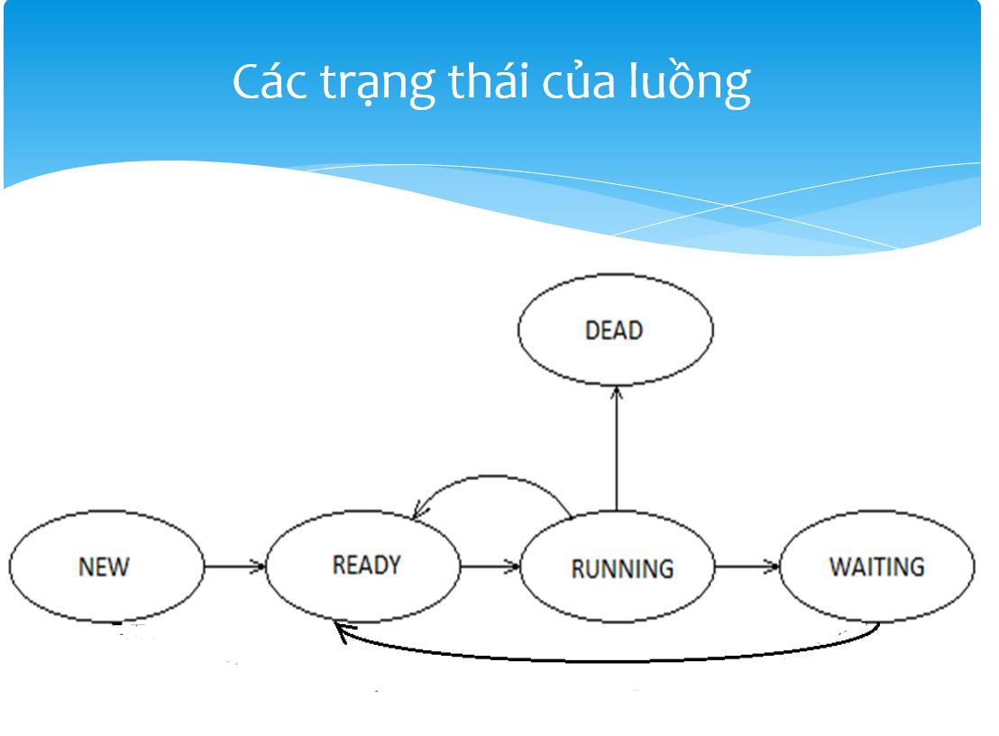 Các trạng thái của luồng
DEAD
NEW
READY
RUNNING
WAITING